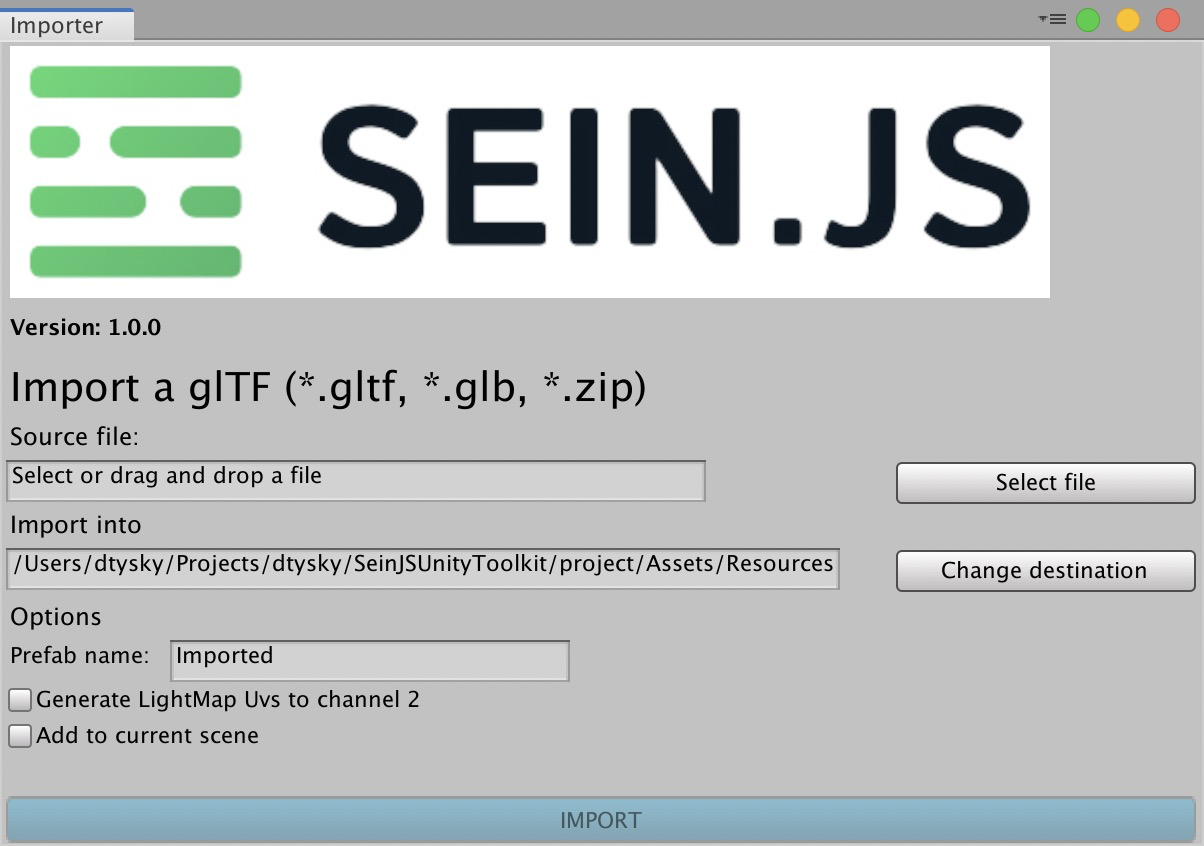 Importer
SEIN.JS
Version: 1.0.0
Import a glTF (*.gltf, *.glb, *.zip)
Source file:
Select or drag and drop a file
Select file
Import into
/Users/dtysky/Projects/dtysky/SeinJSUnityToolkit/project/Assets/Resources
Change destination
Options
Prefab name:
Imported
Generate LightMap Uvs to channel 2
Add to current scene
IMPORT